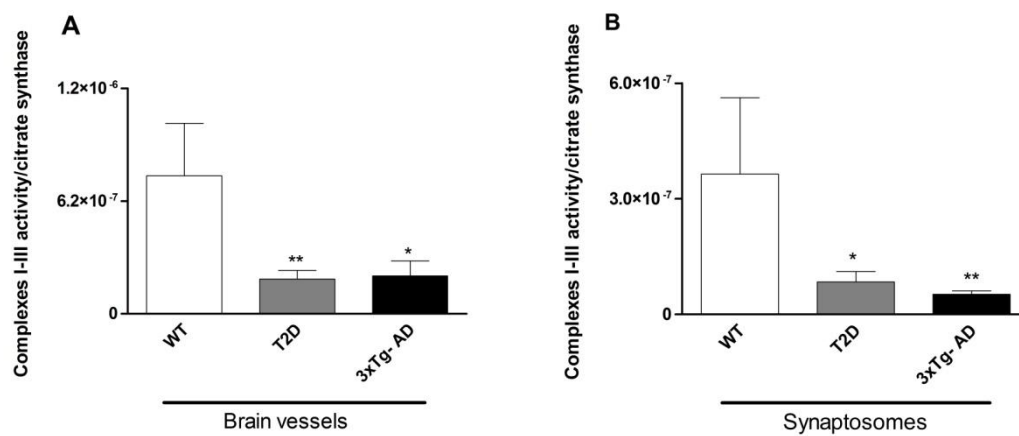 A
Complexes I-III activity/citrate synthase
1.2×10⁻⁶
6.2×10⁻⁷
0
**
*
WT
T2D
3xTg- AD
Brain vessels
B
Complexes I-III activity/citrate synthase
6.0×10⁻⁷
3.0×10⁻⁷
0
*
**
WT
T2D
3xTg- AD
Synaptosomes